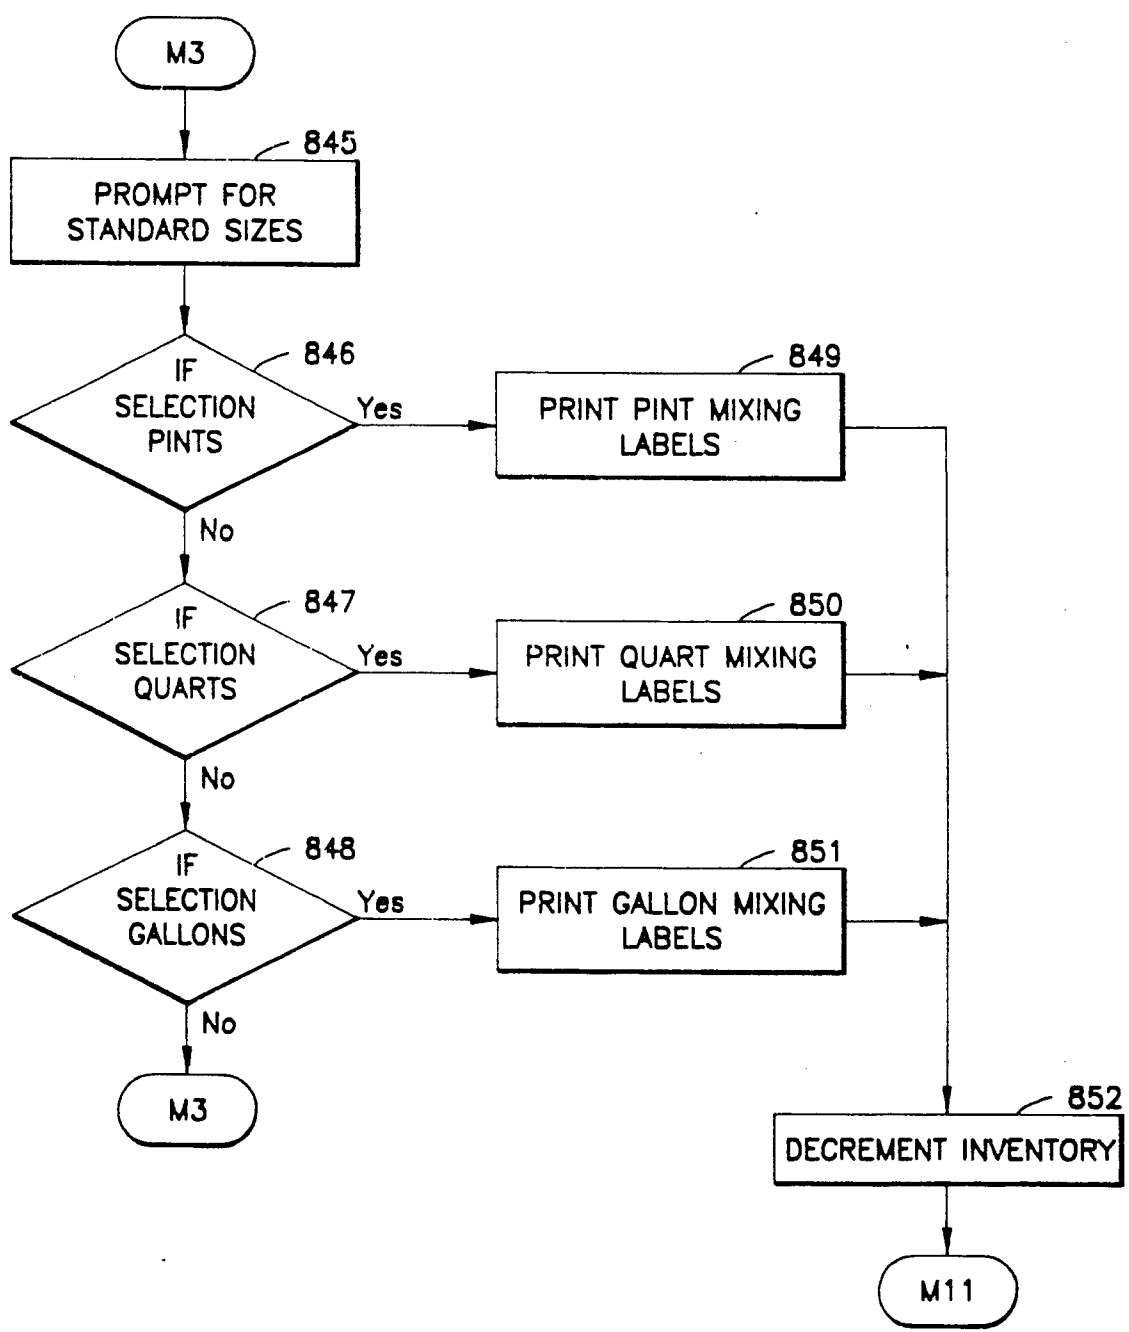 M3
845
PROMPT FOR
STANDARD SIZES
846
IF
SELECTION
PINTS
Yes
849
PRINT PINT MIXING
LABELS
No
847
IF
SELECTION
QUARTS
Yes
850
PRINT QUART MIXING
LABELS
No
848
IF
SELECTION
GALLONS
Yes
851
PRINT GALLON MIXING
LABELS
No
M3
852
DECREMENT INVENTORY
M11